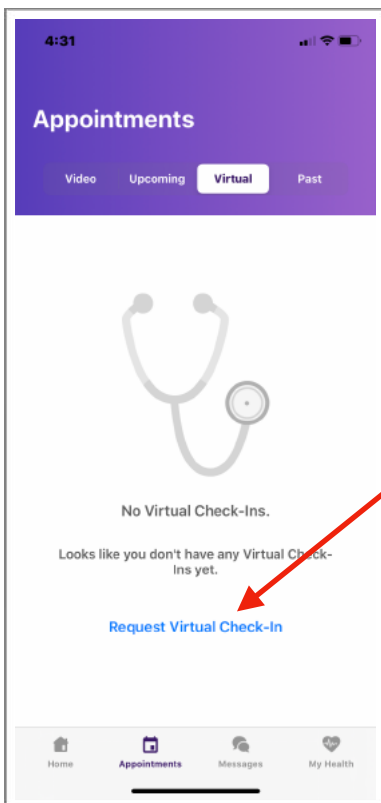 4:31
Appointments
Video Upcoming Virtual Past
No Virtual Check-Ins.
Looks like you don't have any Virtual Check-
Ins yet.
Request Virtual Check-In
Home Appointments Messages My Health